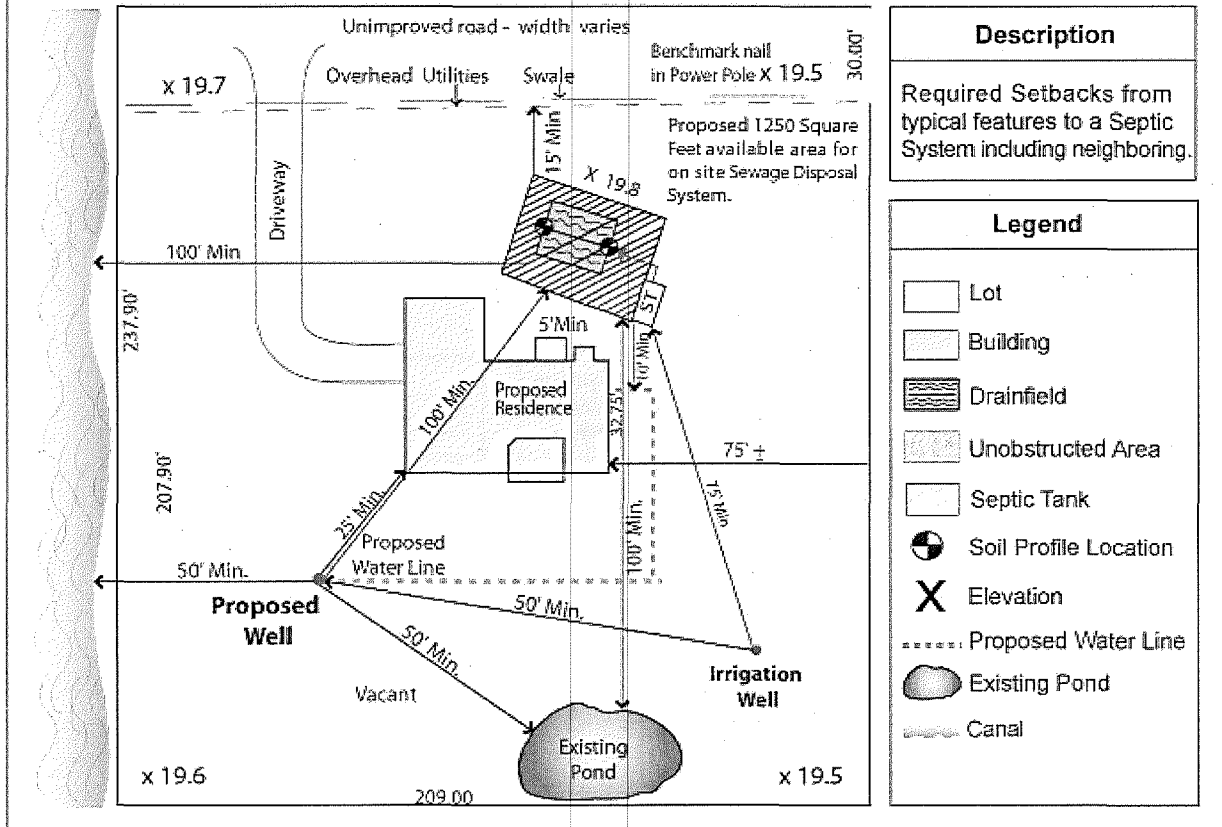 Unimproved road - width varies
Overhead Utilities
Swale
Benchmark nail
in Power Pole X 19.5
30.00'
x 19.7
15' Min
Proposed 1250 Square
Feet available area for
on site Sewage Disposal
System.
X 19.8
Driveway
100' Min
237.90'
ST
5'Min
10' Min.
Proposed
Residence
100' Min.
32.75'
75' ±
207.90'
25' Min.
75' Min
100' Min.
Proposed
Water Line
50' Min.
Proposed
Well
50' Min.
50' Min.
Irrigation
Well
Vacant
Existing
Pond
x 19.6
x 19.5
209.00
Description
Required Setbacks from
typical features to a Septic
System including neighboring.
Legend
Lot
Building
Drainfield
Unobstructed Area
Septic Tank
Soil Profile Location
X Elevation
Proposed Water Line
Existing Pond
Canal